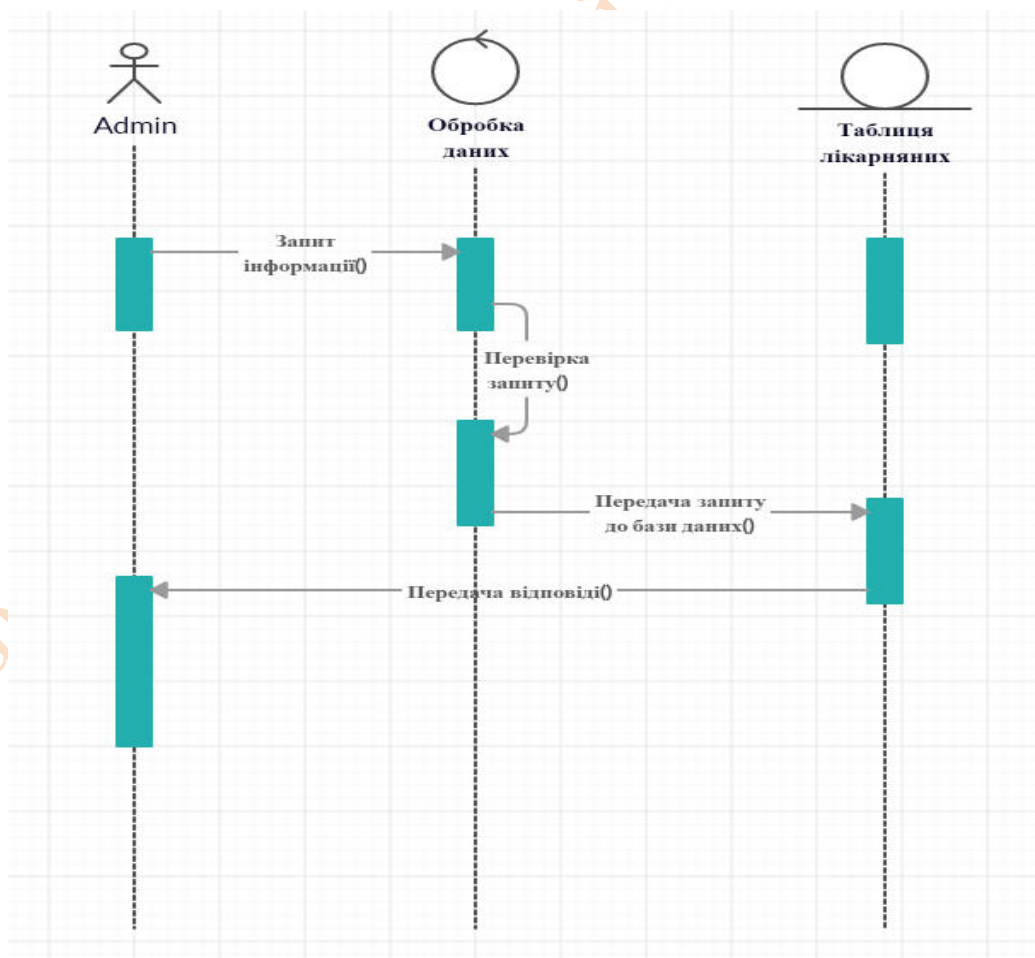 Admin
Обробка
даних
Таблиця
лікарняних
Запит
інформації()
Перевірка
запиту()
Передача запиту
до бази даних()
Передача відповіді()